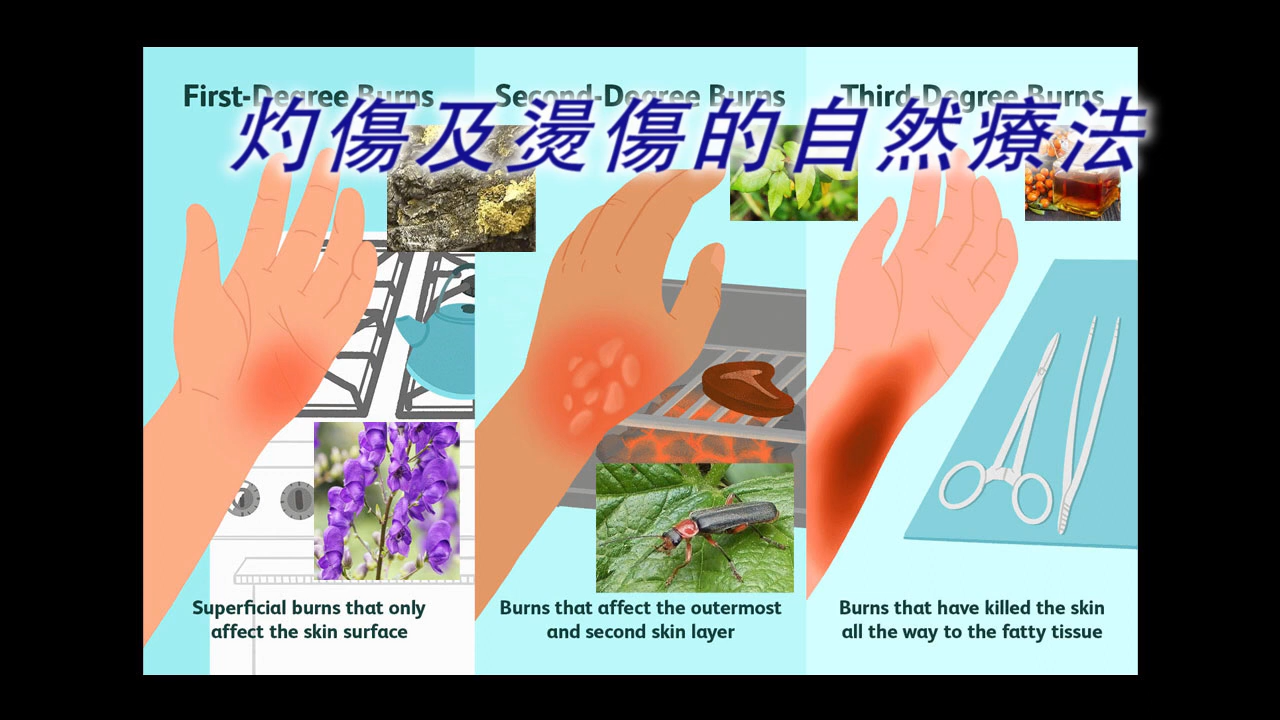 First-Degree Burns
Second-Degree Burns
Third-Degree Burns
灼傷及燙傷的自然療法
Superficial burns that only
affect the skin surface
Burns that affect the outermost
and second skin layer
Burns that have killed the skin
all the way to the fatty tissue